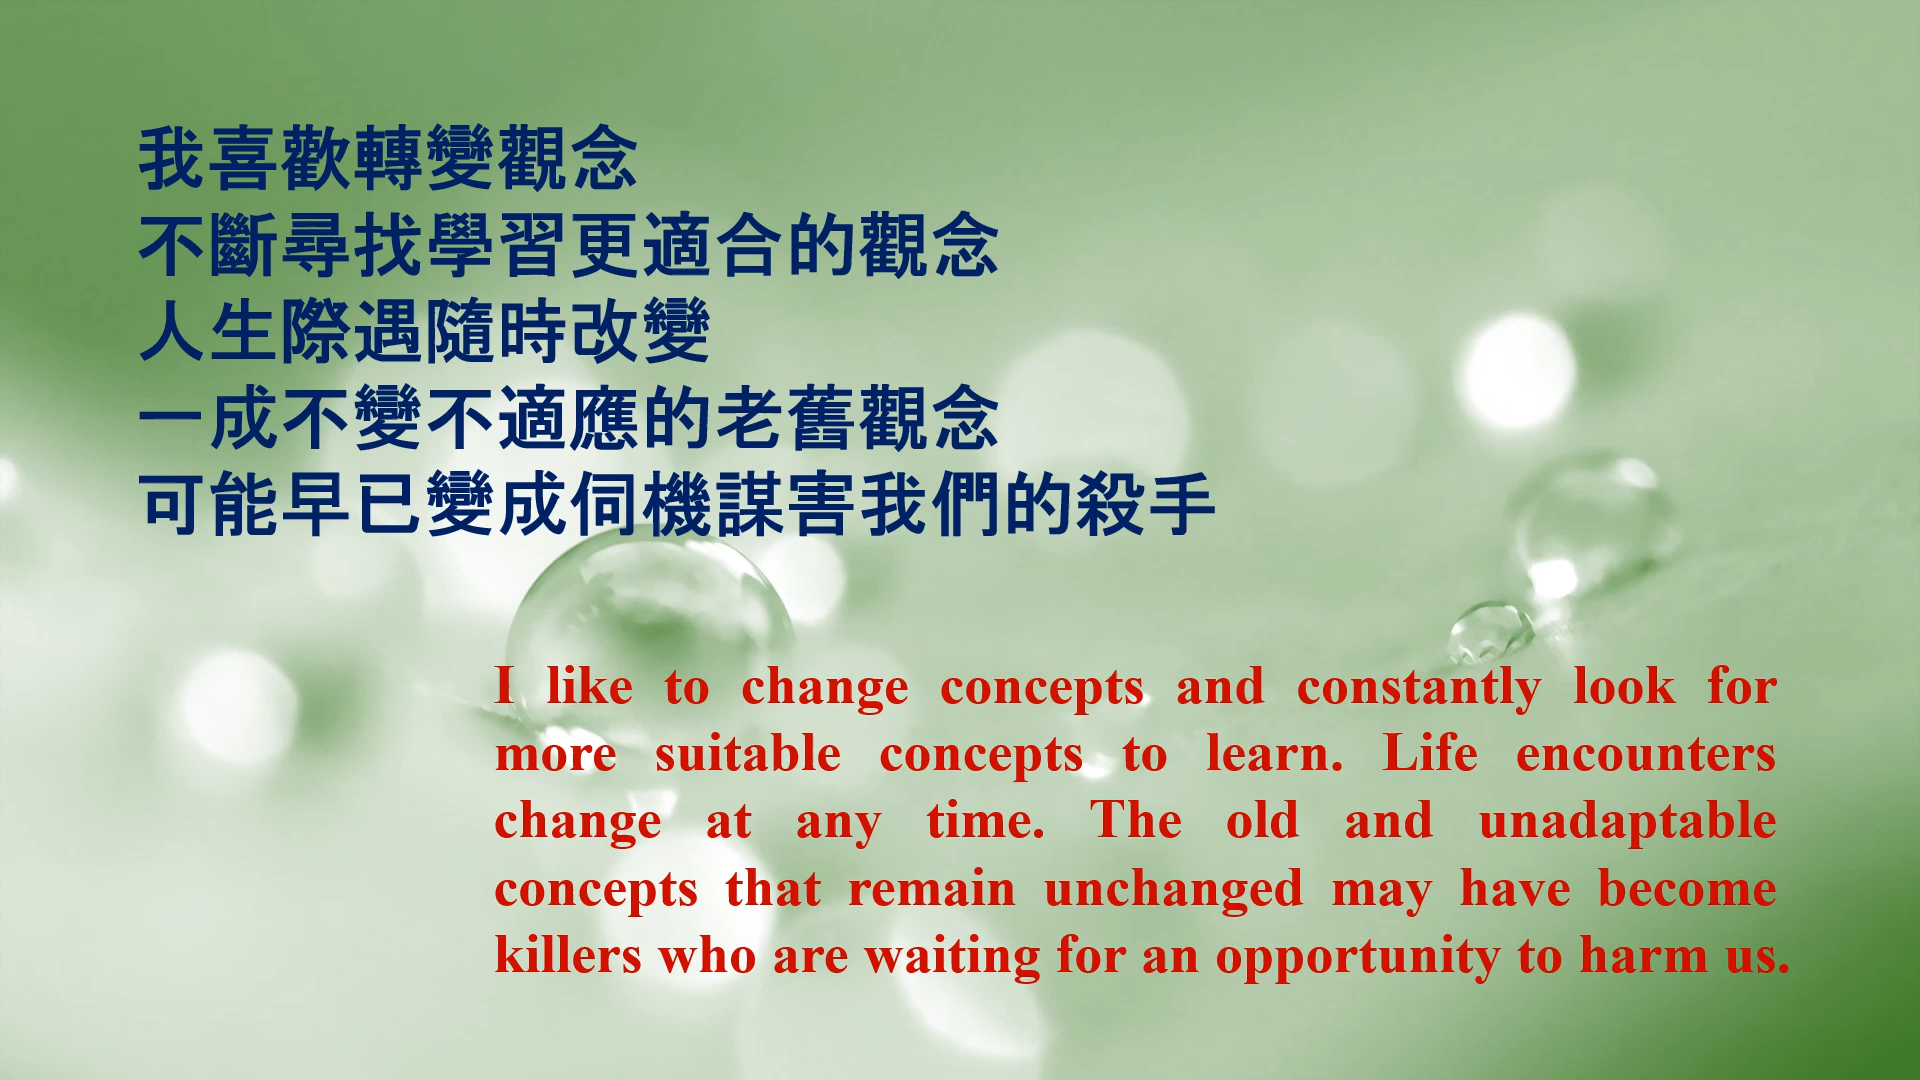 我喜歡轉變觀念
不斷尋找學習更適合的觀念
人生際遇隨時改變
一成不變不適應的老舊觀念
可能早已變成伺機謀害我們的殺手
I like to change concepts and constantly look for
more suitable concepts to learn. Life encounters
change at any time. The old and unadaptable
concepts that remain unchanged may have become
killers who are waiting for an opportunity to harm us.